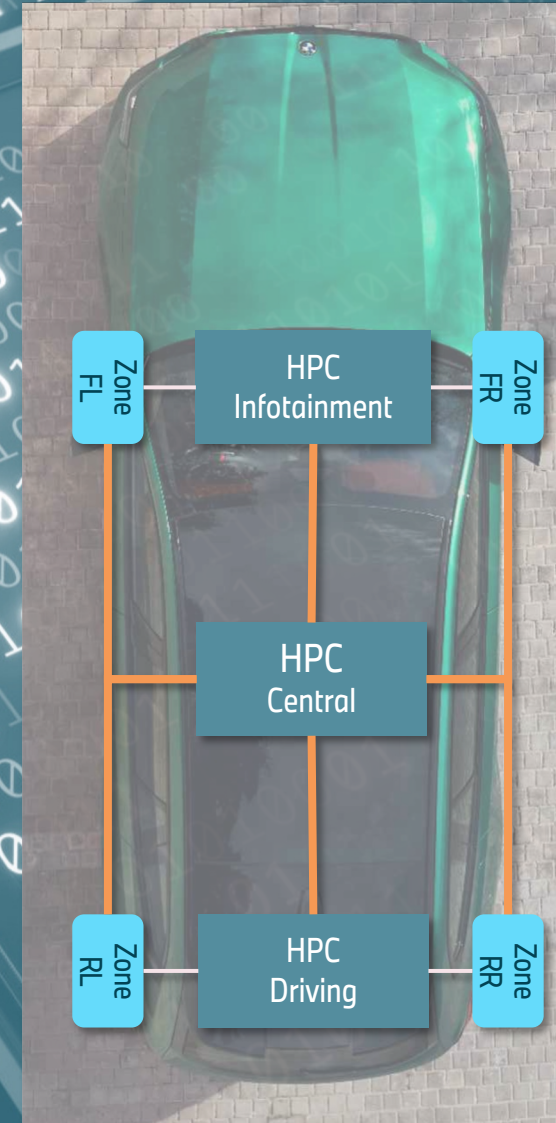 Zone
FL
HPC
Infotainment
Zone
FR
HPC
Central
Zone
RL
HPC
Driving
Zone
RR